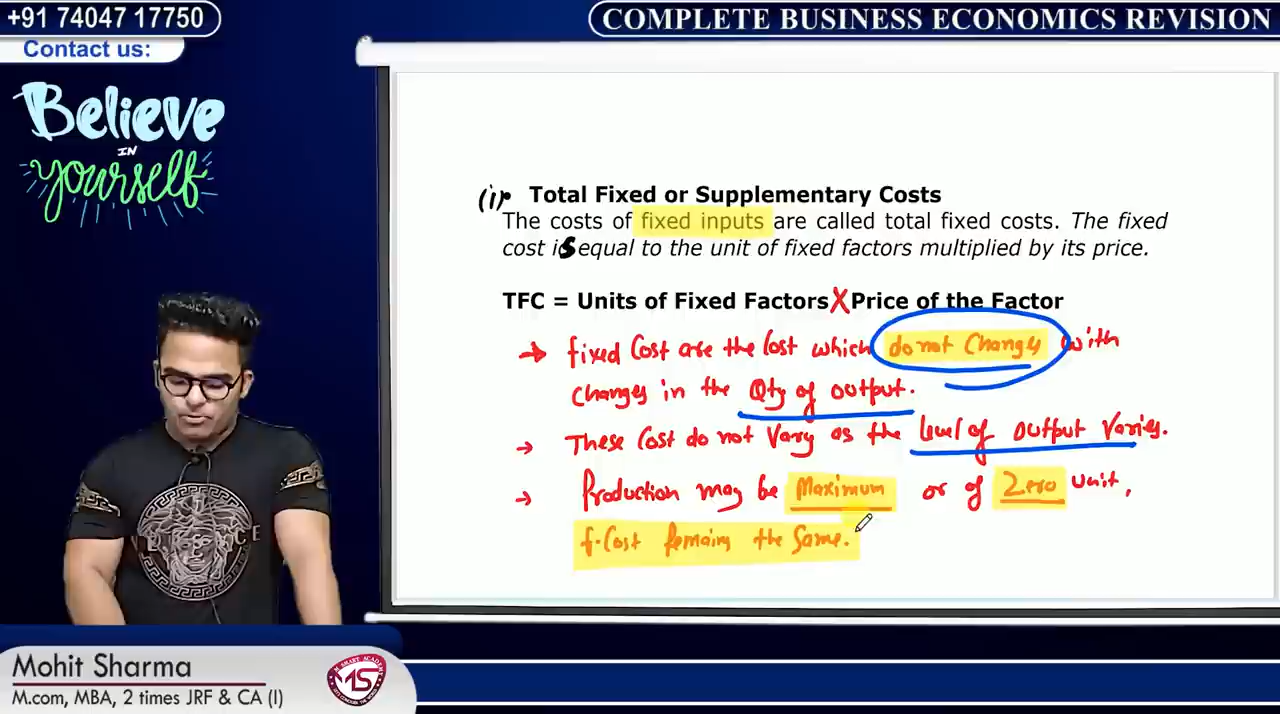 +91 74047 17750
Contact us:
COMPLETE BUSINESS ECONOMICS REVISION
Believe
IN
yourself
(i) Total Fixed or Supplementary Costs
The costs of fixed inputs are called total fixed costs. The fixed
cost is equal to the unit of fixed factors multiplied by its price.
TFC = Units of Fixed Factors X Price of the Factor
→ fixed Cost are the Cost which do not Changes with
changes in the Qty of output.
→ These Cost do not Vary as the level of output Varies.
→ Production may be Maximum or of Zero unit,
f.Cost remains the Same.
Mohit Sharma
M.com, MBA, 2 times JRF & CA (I)
M SMART ACADEMY
MS